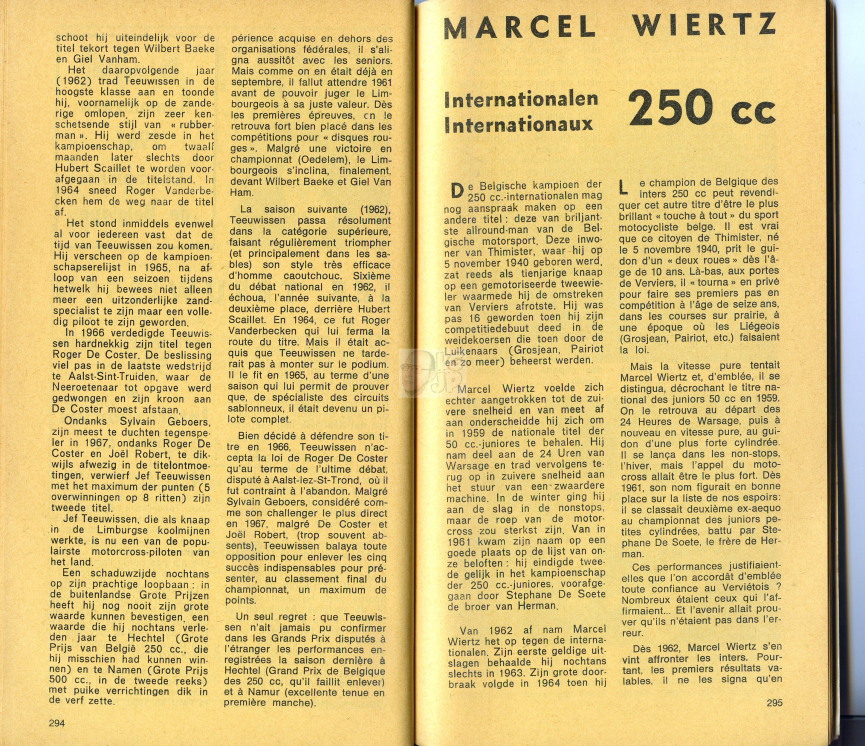 schoot hij uiteindelijk voor de
titel tekort tegen Wilbert Baeke
en Giel Vanham.
Het daaropvolgende jaar
(1962) trad Teeuwissen in de
hoogste klasse aan en toonde
hij, voornamelijk op de zande-
rige omlopen, zijn zeer ken-
schetsende stijl van « rubber-
man ». Hij werd zesde in het
kampioenschap, om twaalf
maanden later slechts door
Hubert Scaillet te worden voor-
afgegaan in de titelstand. In
1964 sneed Roger Vanderbe-
cken hem de weg naar de titel
af.
Het stond inmiddels evenwel
al voor iedereen vast dat de
tijd van Teeuwissen zou komen.
Hij verscheen op de kampioen-
schapserelijst in 1965, na af-
loop van een seizoen tijdens
hetwelk hij bewees niet alleen
meer een uitzonderlijke zand-
specialist te zijn maar een volle-
dig piloot te zijn geworden.
In 1966 verdedigde Teeuwis-
sen hardnekkig zijn titel tegen
Roger De Coster. De beslissing
viel pas in de laatste wedstrijd
te Aalst-Sint-Truiden, waar de
Neeroetenaar tot opgave werd
gedwongen en zijn kroon aan
De Coster moest afstaan.
Ondanks Sylvain Geboers,
zijn meest te duchten tegenspe-
ler in 1967, ondanks Roger De
Coster en Joël Robert, te dik-
wijls afwezig in de titelontmoe-
tingen, verwierf Jef Teeuwissen
met het maximum der punten (5
overwinningen op 8 ritten) zijn
tweede titel.
Jef Teeuwissen, die als knaap
in de Limburgse koolmijnen
werkte, is nu een van de popu-
lairste motorcross-piloten van
het land.
Een schaduwzijde nochtans
op zijn prachtige loopbaan : in
de buitenlandse Grote Prijzen
heeft hij nog nooit zijn grote
waarde kunnen bevestigen, een
waarde die hij nochtans verle-
den jaar te Hechtel (Grote
Prijs van België 250 cc., die
hij misschien had kunnen win-
nen) en te Namen (Grote Prijs
500 cc., in de tweede reeks)
met puike verrichtingen dik in
de verf zette.
294
périence acquise en dehors des
organisations fédérales, il s'ali-
gna aussitôt avec les seniors.
Mais comme on en était déjà en
septembre, il fallut attendre 1961
avant de pouvoir juger le Lim-
bourgeois à sa juste valeur. Dès
les premières épreuves, on le
retrouva fort bien placé dans les
compétitions pour « disques rou-
ges ». Malgré une victoire en
championnat (Oedelem), le Lim-
bourgeois s'inclina, finalement,
devant Wilbert Baeke et Giel Van
Ham.
La saison suivante (1962),
Teeuwissen passa résolument
dans la catégorie supérieure,
faisant régulièrement triompher
(et principalement dans les sa-
bles) son style très efficace
d'homme caoutchouc. Sixième
du débat national en 1962, il
échoua, l'année suivante, à la
deuxième place, derrière Hubert
Scaillet. En 1964, ce fut Roger
Vanderbecken qui lui ferma la
route du titre. Mais il était ac-
quis que Teeuwissen ne tarde-
rait pas à monter sur le podium.
Il le fit en 1965, au terme d'une
saison qui lui permit de prouver
que, de spécialiste des circuits
sablonneux, il était devenu un pi-
lote complet.
Bien décidé à défendre son ti-
tre en 1966, Teeuwissen n'ac-
cepta la loi de Roger De Coster
qu'au terme de l'ultime débat,
disputé à Aalst-lez-St-Trond, où il
fut contraint à l'abandon. Malgré
Sylvain Geboers, considéré com-
me son challenger le plus direct
en 1967, malgré De Coster et
Joël Robert, (trop souvent ab-
sents), Teeuwissen balaya toute
opposition pour enlever les cinq
succès indispensables pour pré-
senter, au classement final du
championnat, un maximum de
points.
Un seul regret : que Teeuwis-
sen n'ait jamais pu confirmer
dans les Grands Prix disputés à
l'étranger les performances en-
registrées la saison dernière à
Hechtel (Grand Prix de Belgique
des 250 cc, qu'il faillit enlever)
et à Namur (excellente tenue en
première manche).
MARCEL WIERTZ
Internationalen
Internationaux
250 cc
De Belgische kampioen der
250 cc.-internationalen mag
nog aanspraak maken op een
andere titel : deze van briljant-
ste allround-man van de Bel-
gische motorsport. Deze inwo-
ner van Thimister, waar hij op
5 november 1940 geboren werd,
zat reeds als tienjarige knaap
op een gemotoriseerde tweewie-
ler waarmede hij de omstreken
van Verviers afrotste. Hij was
pas 16 geworden toen hij zijn
competitiedebuut deed in de
weidekoersen die toen door de
Luikenaars (Grosjean, Pairiot
en zo meer) beheerst werden.
Marcel Wiertz voelde zich
echter aangetrokken tot de zui-
vere snelheid en van meet af
aan onderscheidde hij zich om
in 1959 de nationale titel der
50 cc.-juniores te behalen. Hij
nam deel aan de 24 Uren van
Warsage en trad vervolgens te-
rug op in zuivere snelheid aan
het stuur van een zwaardere
machine. In de winter ging hij
aan de slag in de nonstops,
maar de roep van de motor-
cross zou sterkst zijn. Van in
1961 kwam zijn naam op een
goede plaats op de lijst van on-
ze beloften : hij eindigde twee-
de gelijk in het kampioenschap
der 250 cc.-juniores, voorafge-
gaan door Stephane De Soete
de broer van Herman.
Van 1962 af nam Marcel
Wiertz het op tegen de interna-
tionalen. Zijn eerste geldige uit-
slagen behaalde hij nochtans
slechts in 1963. Zijn grote door-
braak volgde in 1964 toen hij
Le champion de Belgique des
inters 250 cc peut revendi-
quer cet autre titre d'être le plus
brillant « touche à tout » du sport
motocycliste belge. Il est vrai
que ce citoyen de Thimister, né
le 5 novembre 1940, prit le gui-
don d'un « deux roues » dès l'â-
ge de 10 ans. Là-bas, aux portes
de Verviers, il « tourna » en privé
pour faire ses premiers pas en
compétition à l'âge de seize ans,
dans les courses sur prairie, à
une époque où les Liégeois
(Grosjean, Pairiot, etc.) faisaient
la loi.
Mais la vitesse pure tentait
Marcel Wiertz et, d'emblée, il se
distingua, décrochant le titre na-
tional des juniors 50 cc en 1959.
On le retrouva au départ des
24 Heures de Warsage, puis à
nouveau en vitesse pure, au gui-
don d'une plus forte cylindrée.
Il se lança dans les non-stops,
l'hiver, mais l'appel du moto-
cross allait être le plus fort. Dès
1961, son nom figurait en bonne
place sur la liste de nos espoirs:
il se classait deuxième ex-aequo
au championnat des juniors pe-
tites cylindrées, battu par Ste-
phane De Soete, le frère de Her-
man.
Ces performances justifiaient-
elles que l'on accordât d'emblée
toute confiance au Verviétois ?
Nombreux étaient ceux qui l'af-
firmaient... Et l'avenir allait prou-
ver qu'ils n'étaient pas dans l'er-
reur.
Dès 1962, Marcel Wiertz s'en
vint affronter les inters. Pour-
tant, les premiers résultats va-
lables, il ne les signa qu'en
295